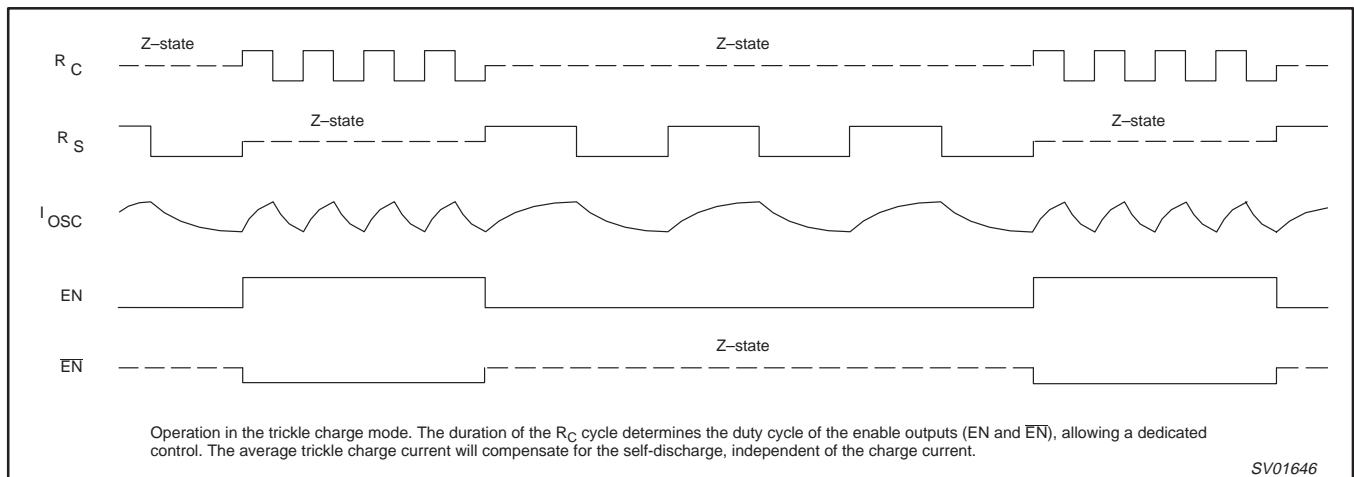 Z–state
Z–state
R C
Z–state
Z–state
R S
I OSC
EN
Z–state
EN
Operation in the trickle charge mode. The duration of the RC cycle determines the duty cycle of the enable outputs (EN and EN), allowing a dedicated
control. The average trickle charge current will compensate for the self-discharge, independent of the charge current.
SV01646